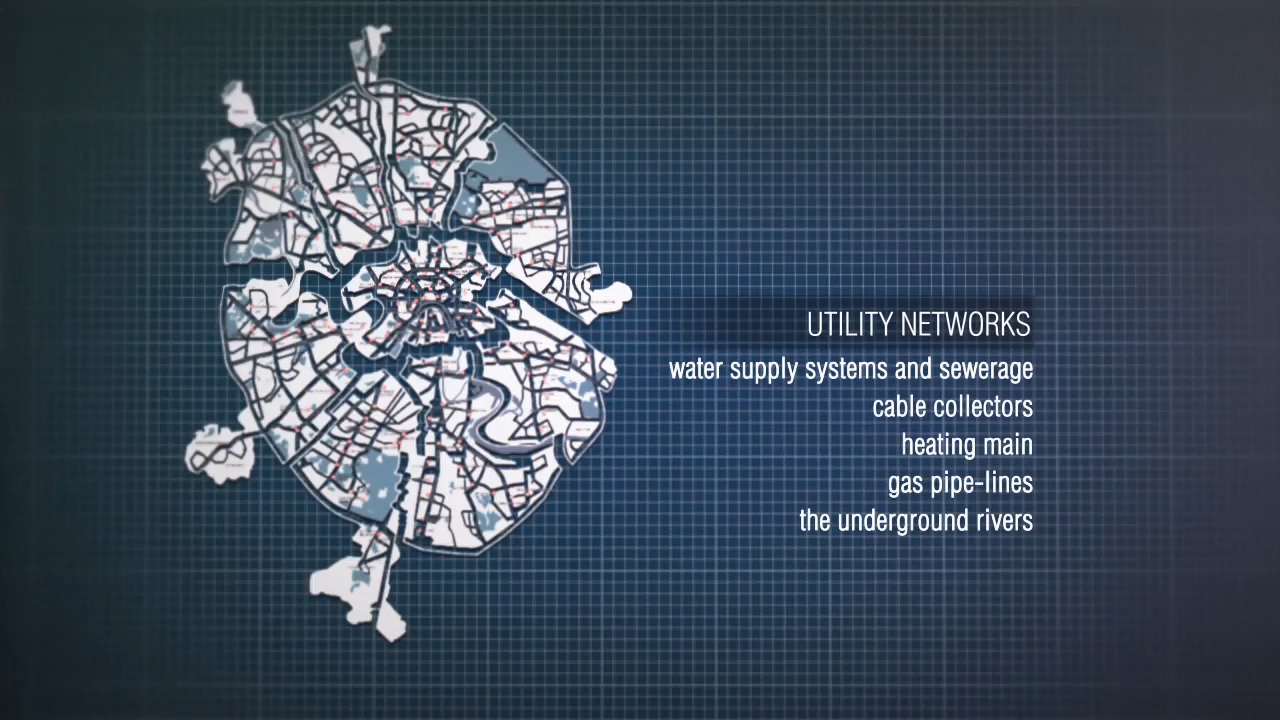 UTILITY NETWORKS
water supply systems and sewerage
cable collectors
heating main
gas pipe-lines
the underground rivers